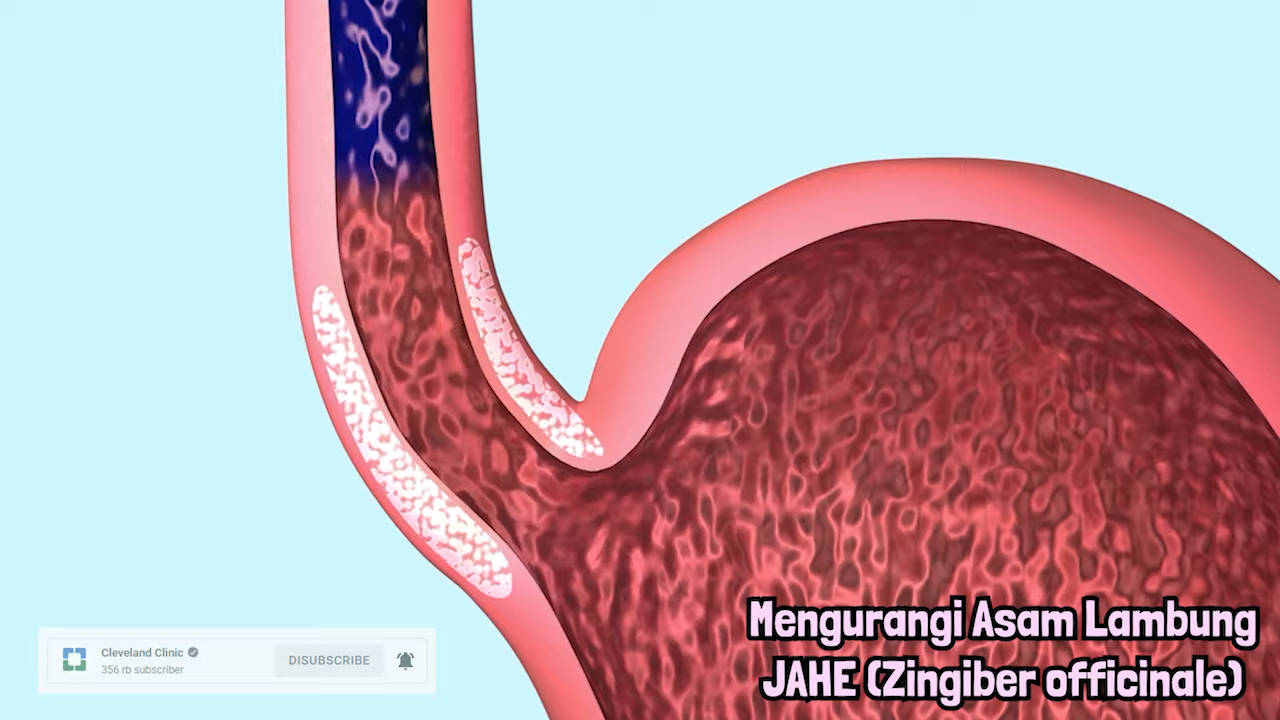 Cleveland Clinic
356 rb subscriber
DISUBSCRIBE
Mengurangi Asam Lambung
JAHE (Zingiber officinale)